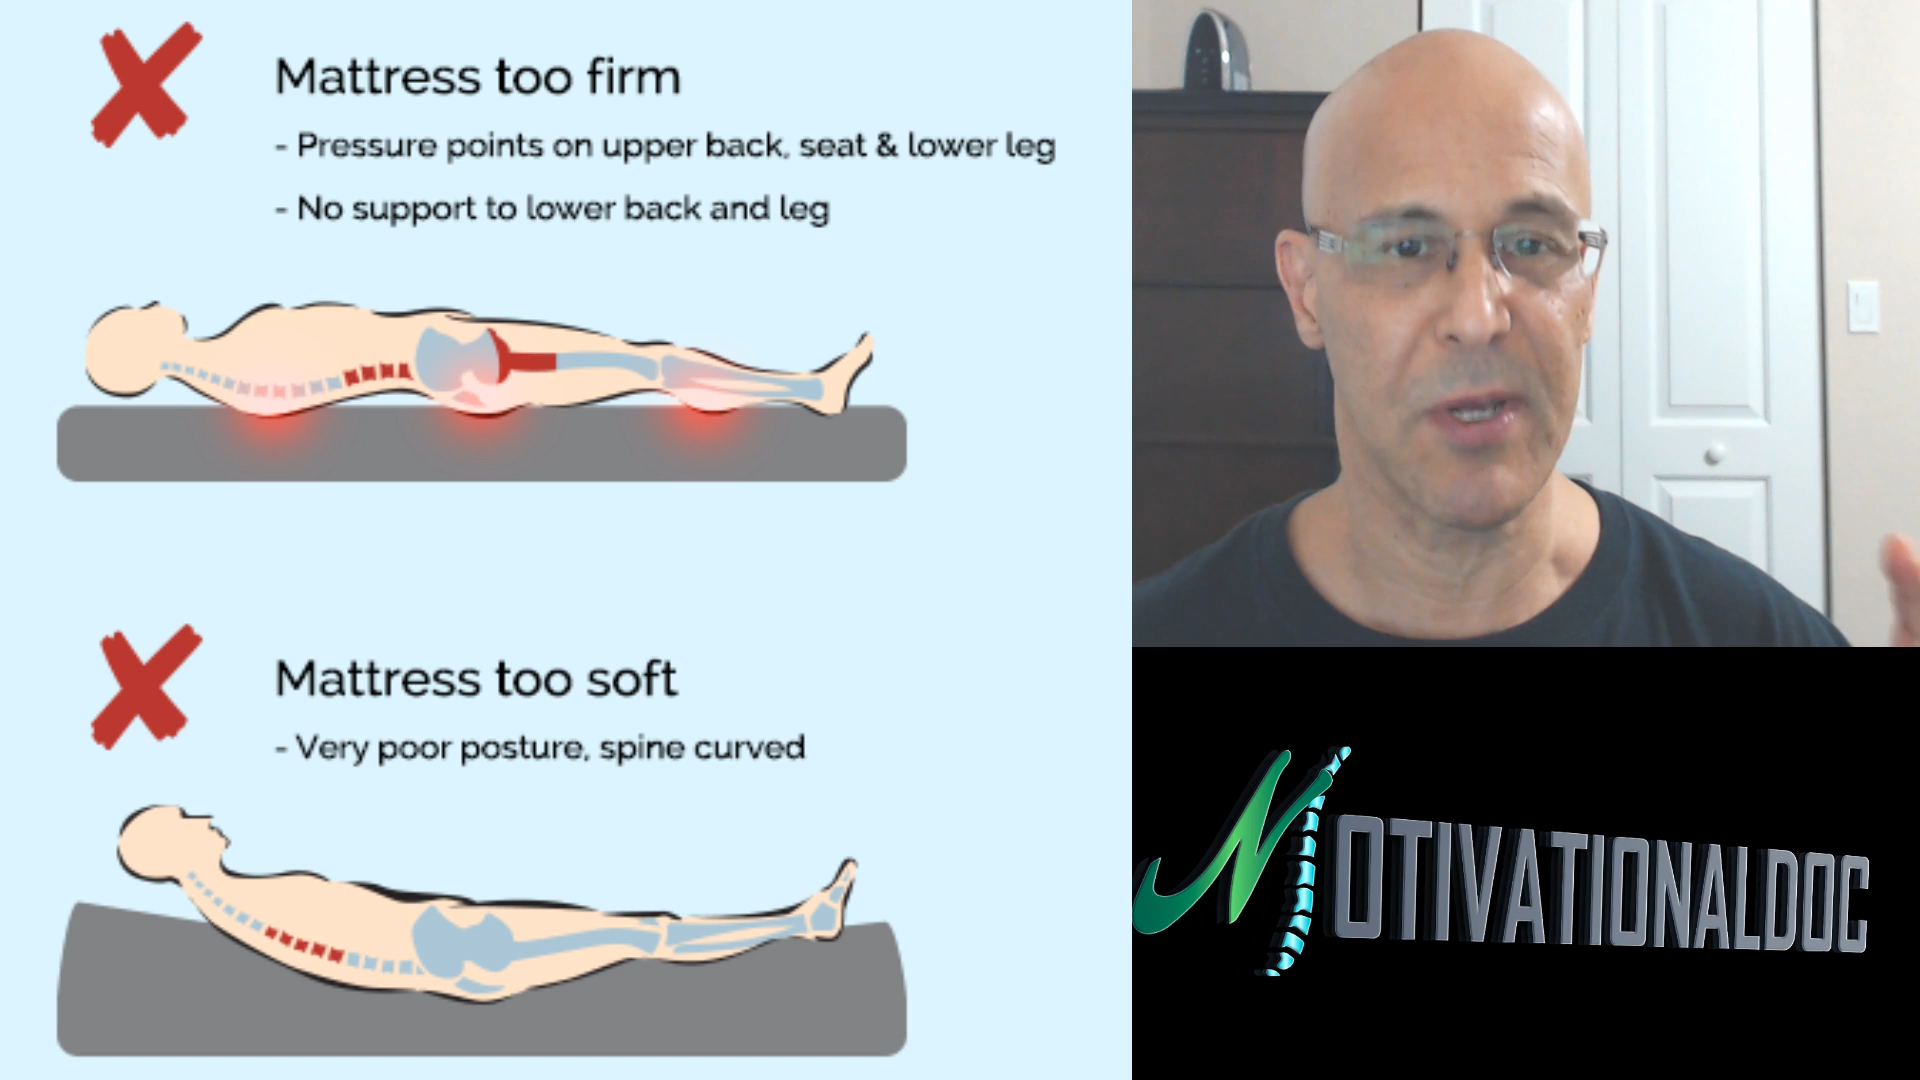 Mattress too firm
- Pressure points on upper back, seat & lower leg
- No support to lower back and leg
Mattress too soft
- Very poor posture, spine curved
MOTIVATIONALDOC